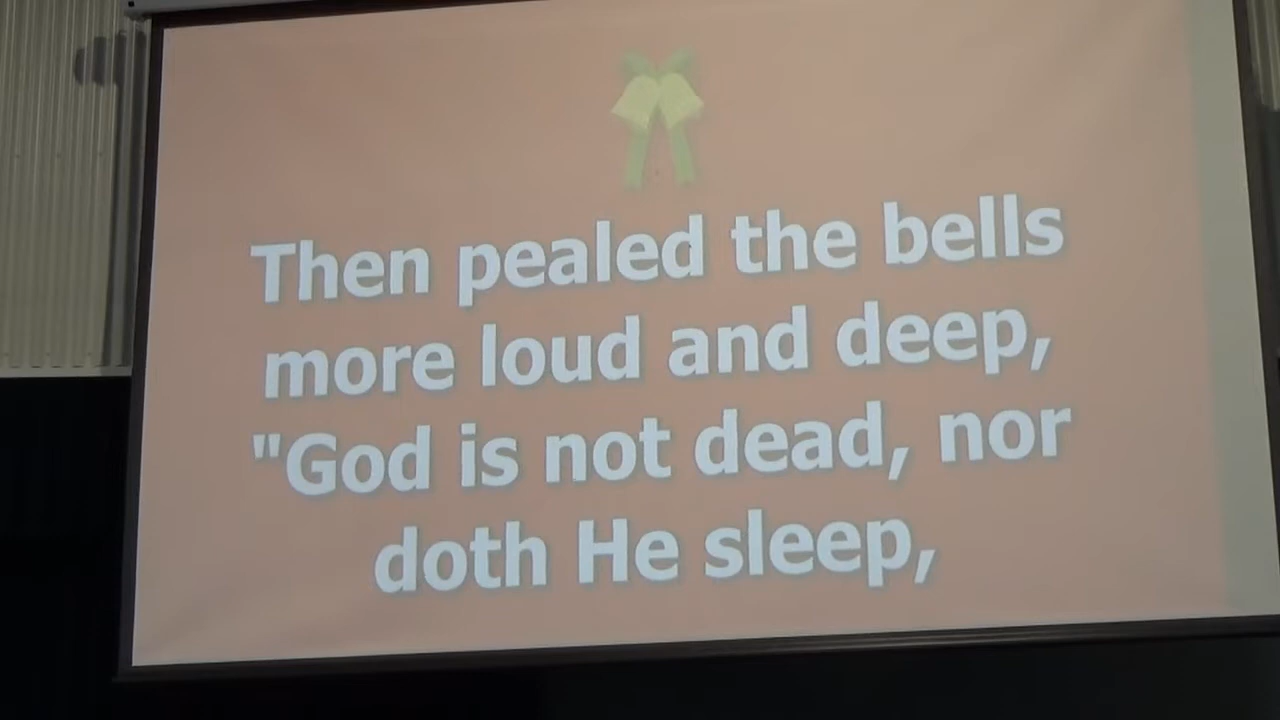 Then pealed the bells
more loud and deep,
"God is not dead, nor
doth He sleep,